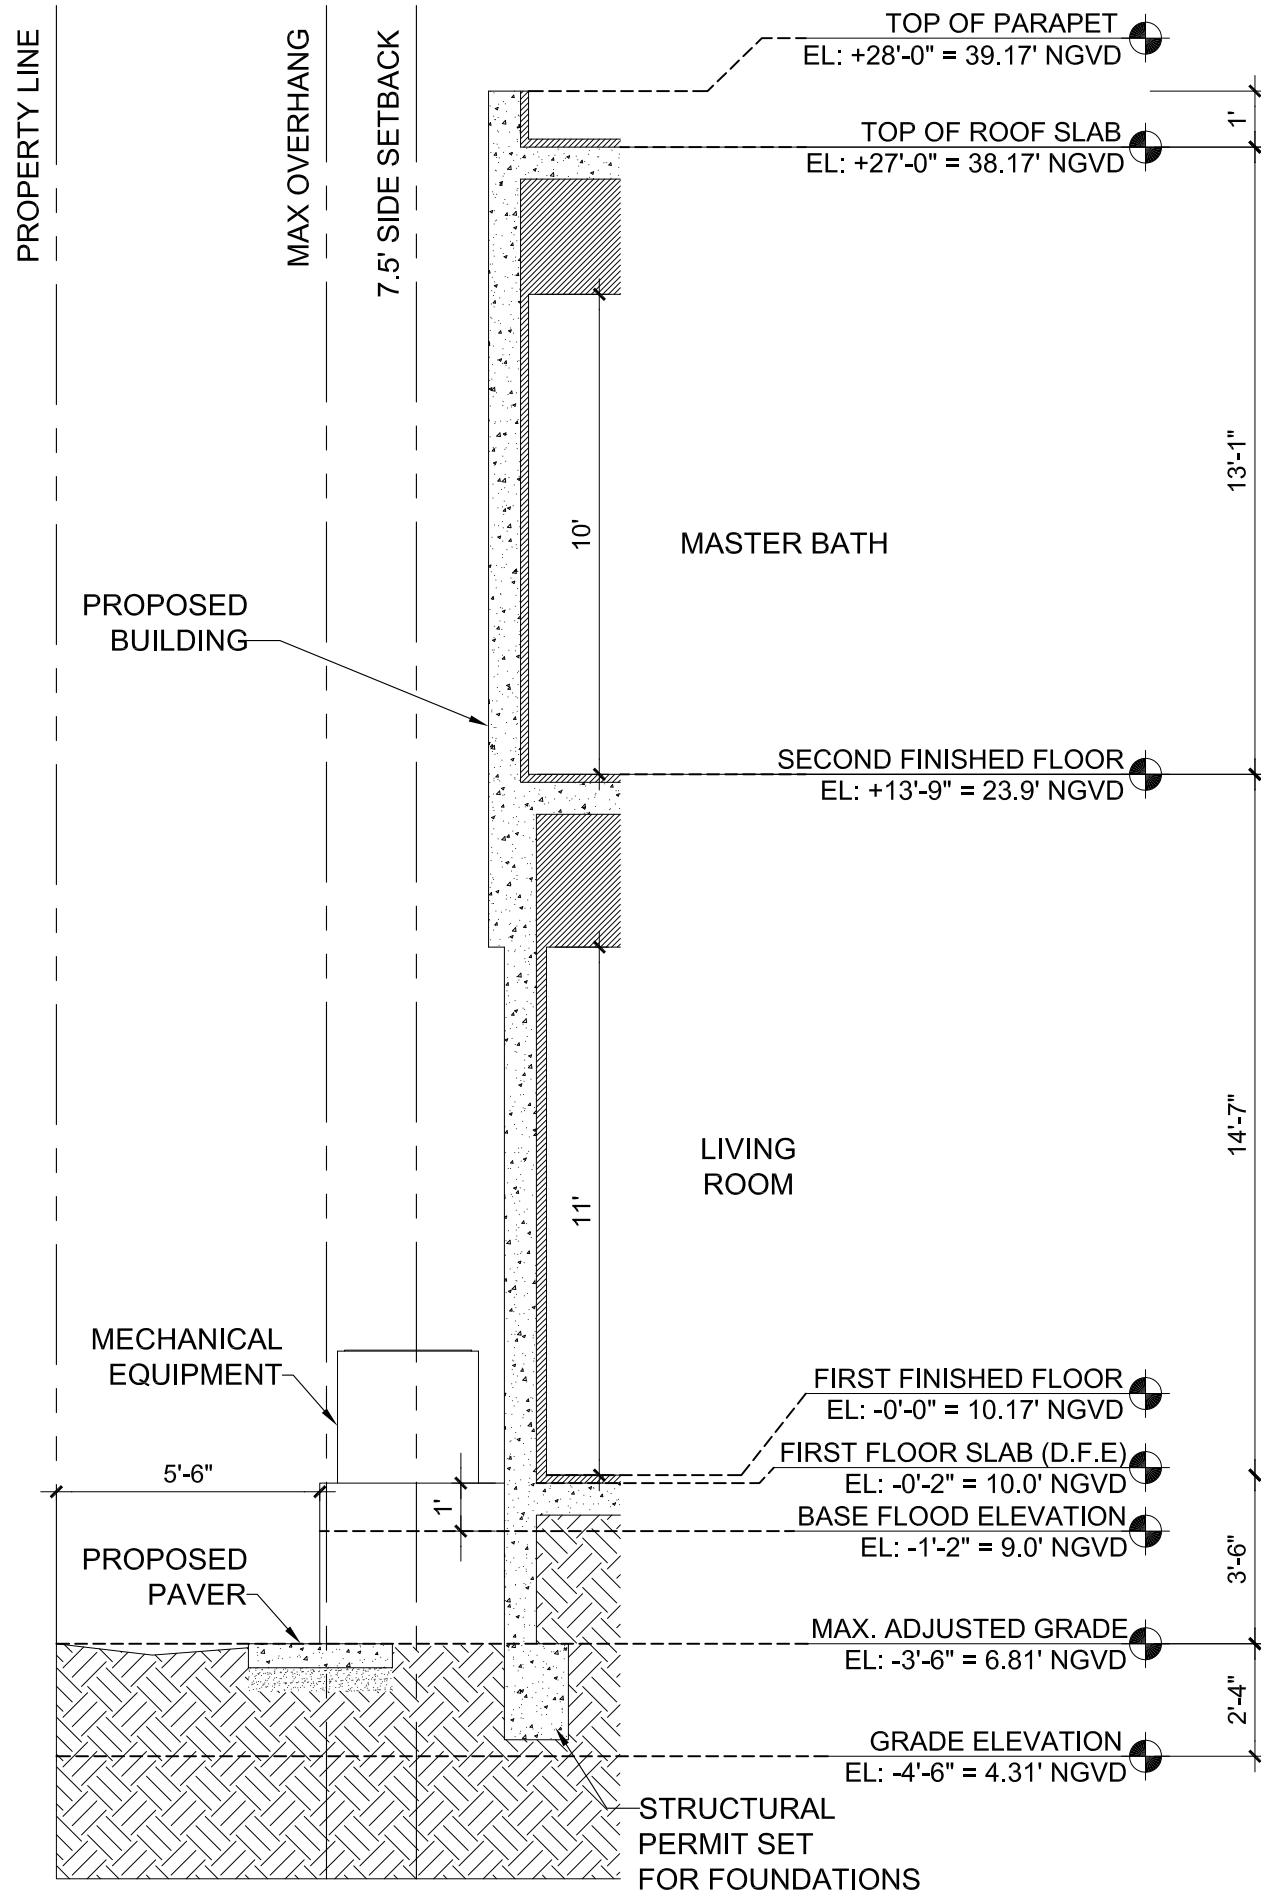 PROPERTY LINE
MAX OVERHANG
7.5' SIDE SETBACK
TOP OF PARAPET
EL: +28'-0" = 39.17' NGVD
1'
TOP OF ROOF SLAB
EL: +27'-0" = 38.17' NGVD
13'-1"
10'
MASTER BATH
PROPOSED
BUILDING
SECOND FINISHED FLOOR
EL: +13'-9" = 23.9' NGVD
14'-7"
LIVING
ROOM
11'
MECHANICAL
EQUIPMENT
FIRST FINISHED FLOOR
EL: -0'-0" = 10.17' NGVD
FIRST FLOOR SLAB (D.F.E)
EL: -0'-2" = 10.0' NGVD
5'-6"
1'
BASE FLOOD ELEVATION
EL: -1'-2" = 9.0' NGVD
3'-6"
PROPOSED
PAVER
MAX. ADJUSTED GRADE
EL: -3'-6" = 6.81' NGVD
2'-4"
GRADE ELEVATION
EL: -4'-6" = 4.31' NGVD
STRUCTURAL
PERMIT SET
FOR FOUNDATIONS